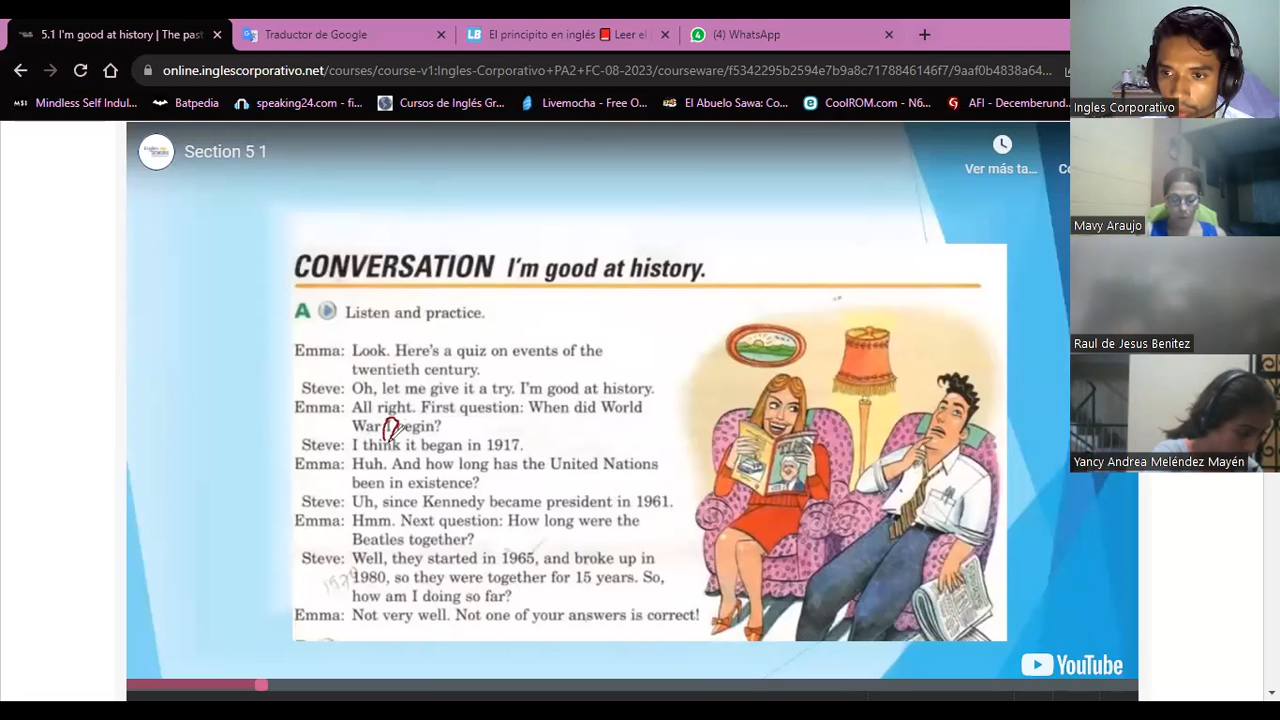 5.1 I'm good at history | The past
Traductor de Google
El principito en inglés 📕 Leer el
(4) WhatsApp
online.inglescorporativo.net/courses/course-v1:Ingles-Corporativo+PA2+FC-08-2023/courseware/f5342295b2594e7b9a8c7178846146f7/9aaf0b4838a64...
Mindless Self Indul...
Batpedia
speaking24.com - fi...
Cursos de Inglés Gr...
Livemocha - Free O...
El Abuelo Sawa: Co...
CoolROM.com - N6...
AFI - Decemberund...
Section 5 1
Ver más ta...
CONVERSATION I'm good at history.
A Listen and practice.
Emma: Look. Here's a quiz on events of the
twentieth century.
Steve: Oh, let me give it a try. I'm good at history.
Emma: All right. First question: When did World
War I begin?
Steve: I think it began in 1917.
Emma: Huh. And how long has the United Nations
been in existence?
Steve: Uh, since Kennedy became president in 1961.
Emma: Hmm. Next question: How long were the
Beatles together?
Steve: Well, they started in 1965, and broke up in
1980, so they were together for 15 years. So,
how am I doing so far?
Emma: Not very well. Not one of your answers is correct!
YouTube
Ingles Corporativo
Mavy Araujo
Raul de Jesus Benitez
Yancy Andrea Meléndez Mayén